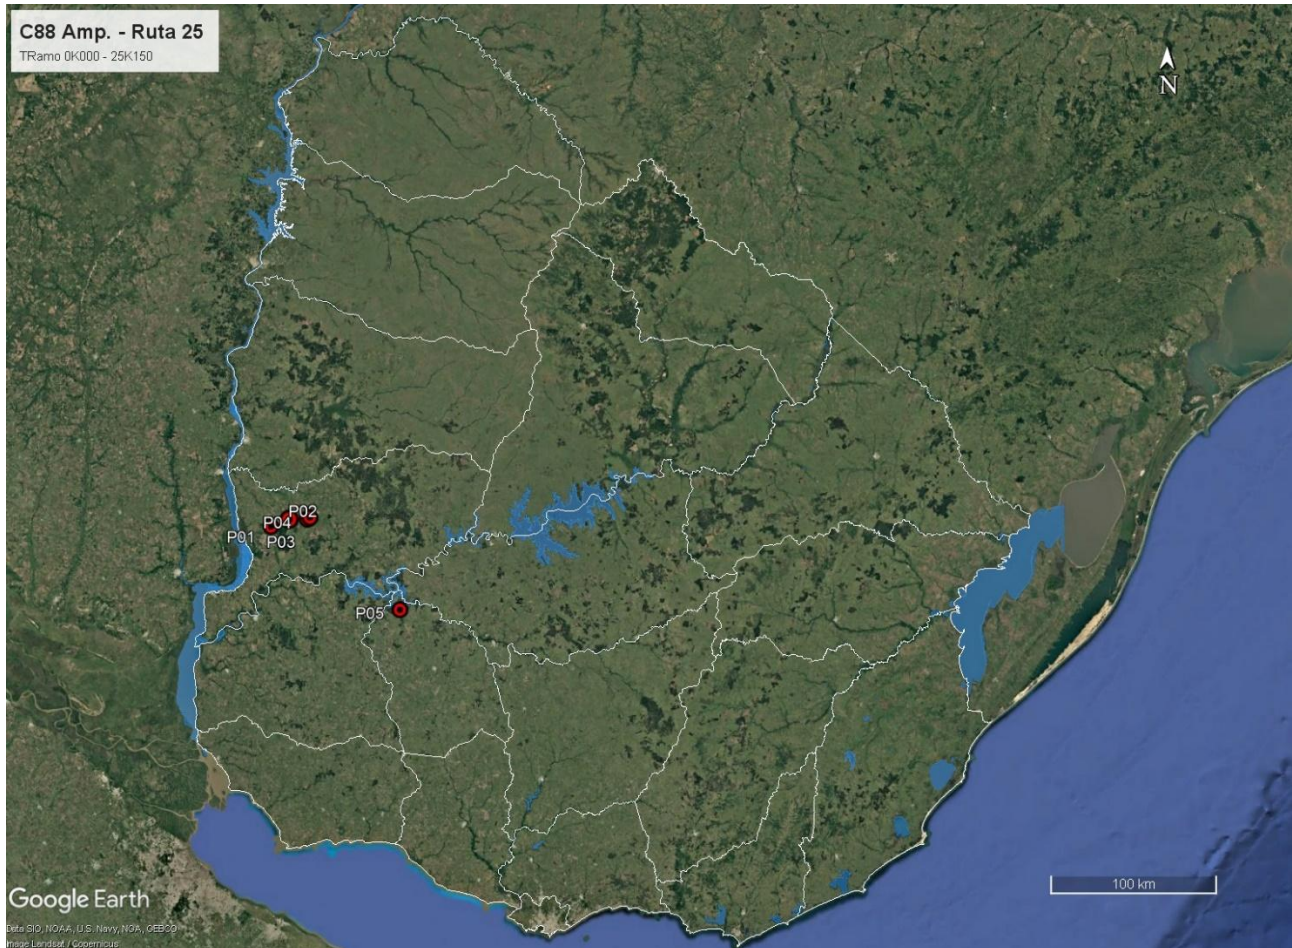 C88 Amp. - Ruta 25
TRamo 0K000 - 25K150
N
P02
P04
P01
P03
P05
100 km
Google Earth
Data SIO, NOAA, U.S. Navy, NGA, GEBCO
Image Landsat / Copernicus